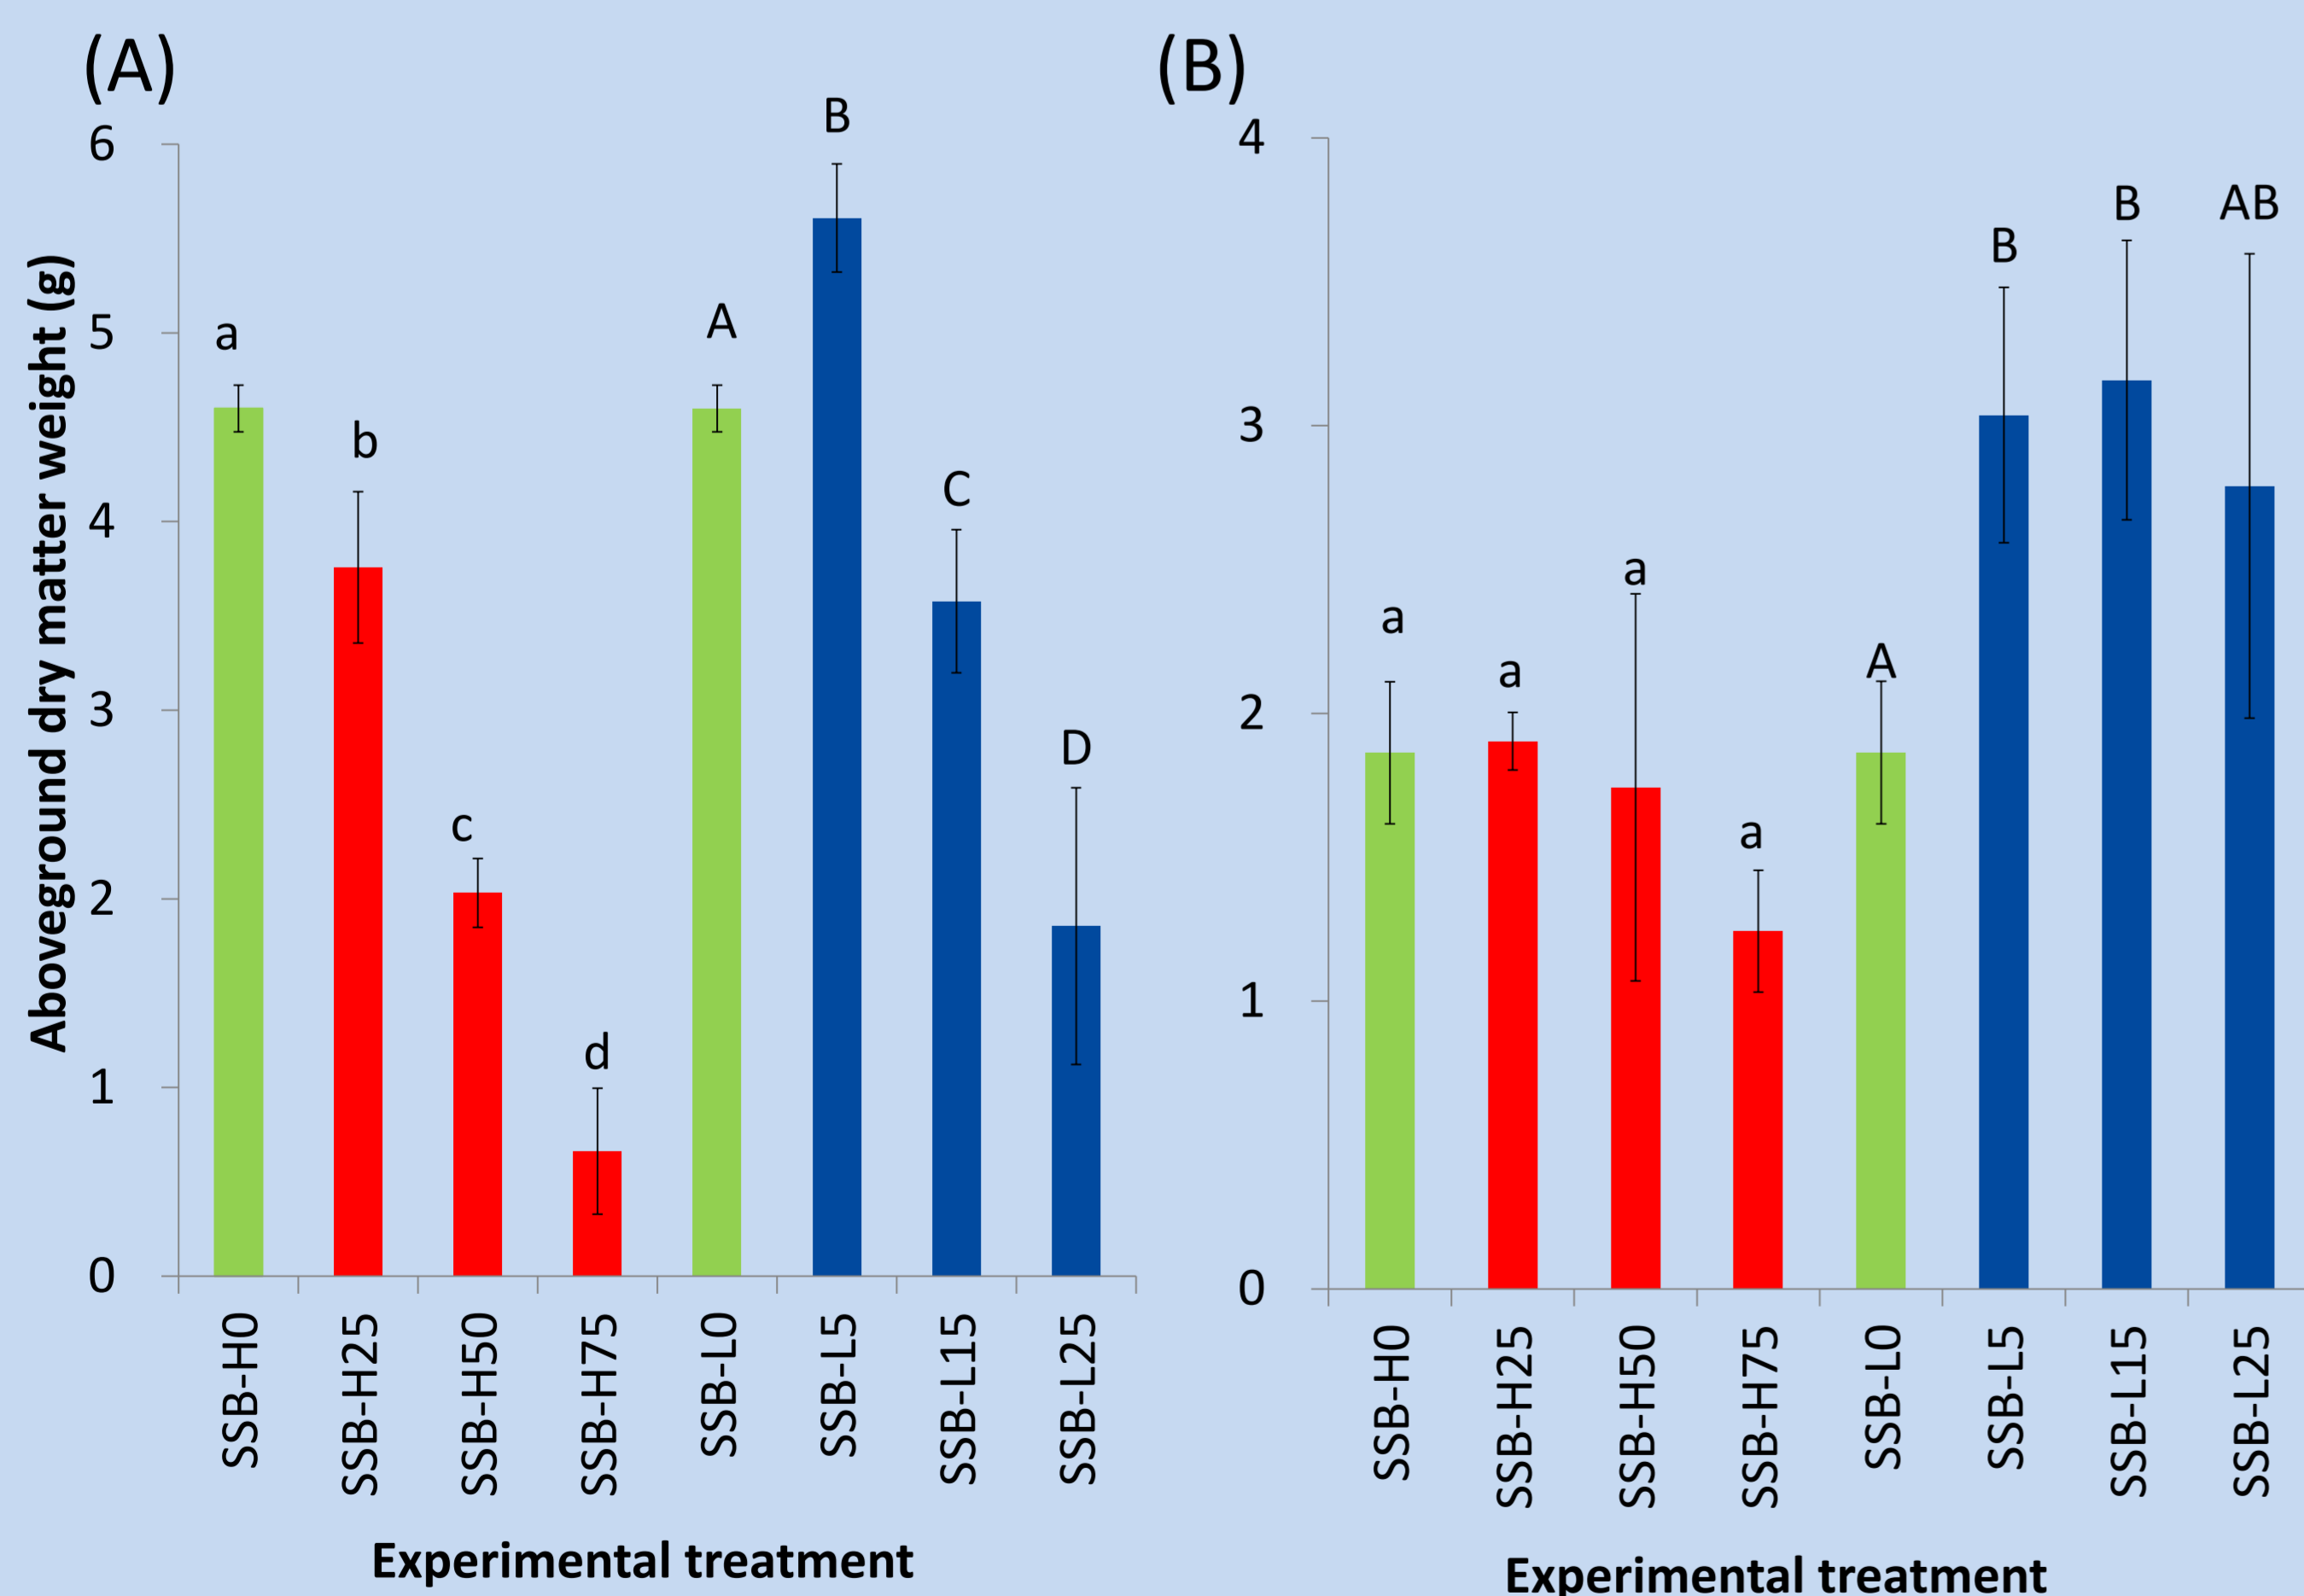 (A)
Aboveground dry matter weight (g)
6
5
4
3
2
1
0
a
b
c
d
A
B
C
D
SSB-H0
SSB-H25
SSB-H50
SSB-H75
SSB-L0
SSB-L5
SSB-L15
SSB-L25
Experimental treatment
(B)
4
3
2
1
0
a
a
a
a
A
B
B
AB
SSB-H0
SSB-H25
SSB-H50
SSB-H75
SSB-L0
SSB-L5
SSB-L15
SSB-L25
Experimental treatment